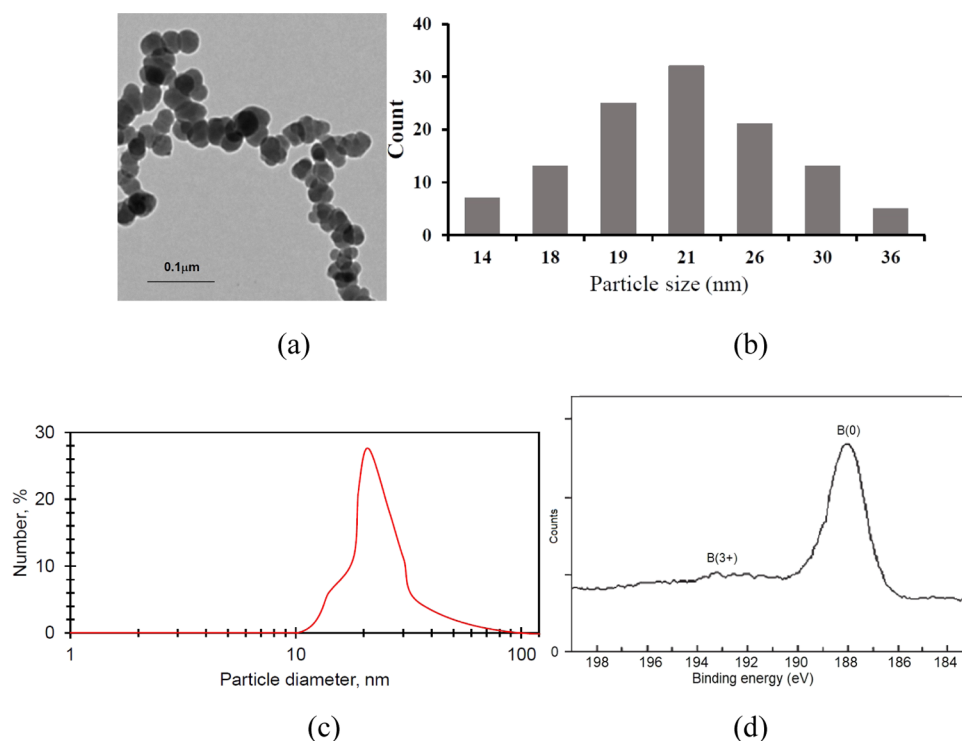 0.1μm
(a)
Count
40
30
20
10
0
14 18 19 21 26 30 36
Particle size (nm)
(b)
Number, %
30
20
10
0
1 10 100
Particle diameter, nm
(c)
Counts
B(0)
B(3+)
0
198 196 194 192 190 188 186 184
Binding energy (eV)
(d)